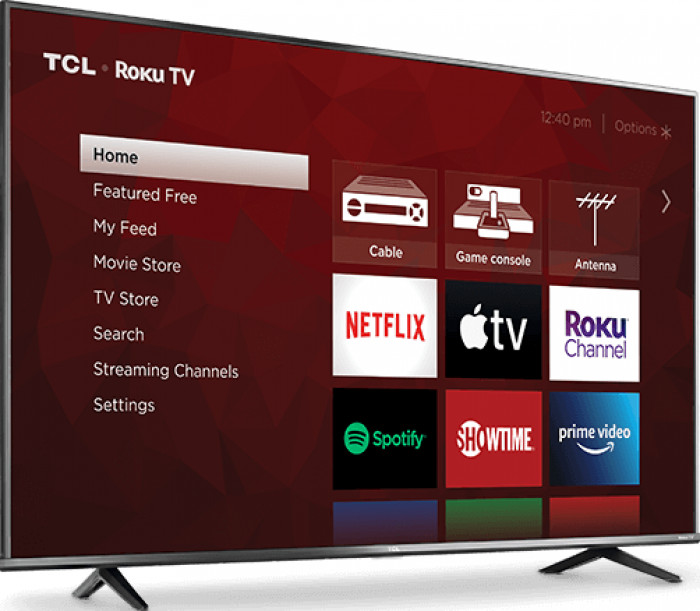 TCL • Roku TV
12:40 pm | Options
Home
Featured Free
My Feed
Movie Store
TV Store
Search
Streaming Channels
Settings
Cable
Game console
Antenna
NETFLIX
tv
Roku
Channel
Spotify
SHOWTIME
prime video
TCL